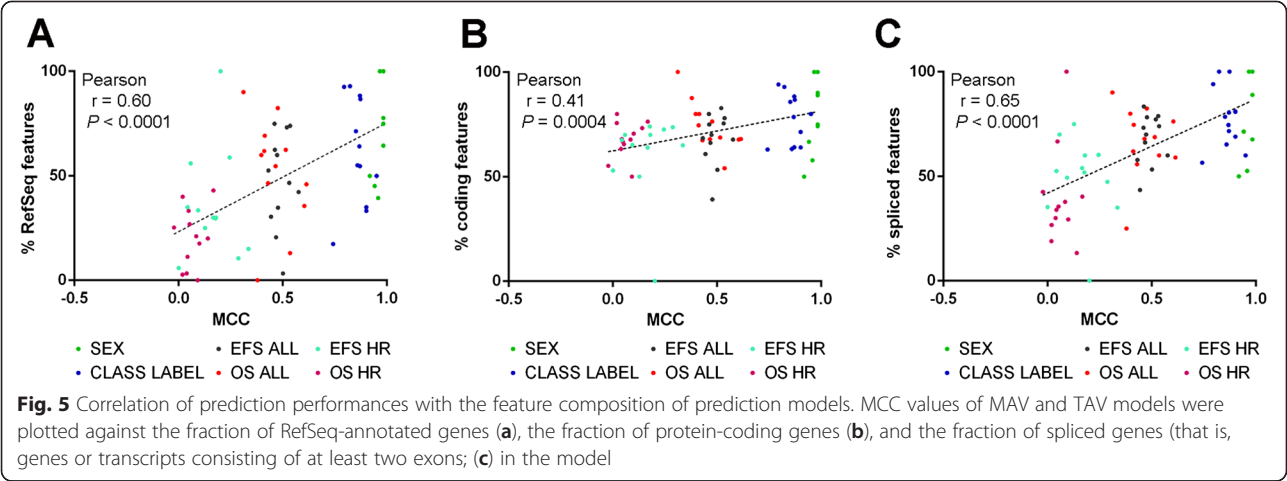 A
Pearson
r = 0.60
P < 0.0001
% RefSeq features
100
50
0
-0.5 0.0 0.5 1.0
MCC
SEX EFS ALL EFS HR
CLASS LABEL OS ALL OS HR
B
Pearson
r = 0.41
P = 0.0004
% coding features
100
50
0
-0.5 0.0 0.5 1.0
MCC
SEX EFS ALL EFS HR
CLASS LABEL OS ALL OS HR
C
Pearson
r = 0.65
P < 0.0001
% spliced features
100
50
0
-0.5 0.0 0.5 1.0
MCC
SEX EFS ALL EFS HR
CLASS LABEL OS ALL OS HR
Fig. 5 Correlation of prediction performances with the feature composition of prediction models. MCC values of MAV and TAV models were
plotted against the fraction of RefSeq-annotated genes (a), the fraction of protein-coding genes (b), and the fraction of spliced genes (that is,
genes or transcripts consisting of at least two exons; (c) in the model